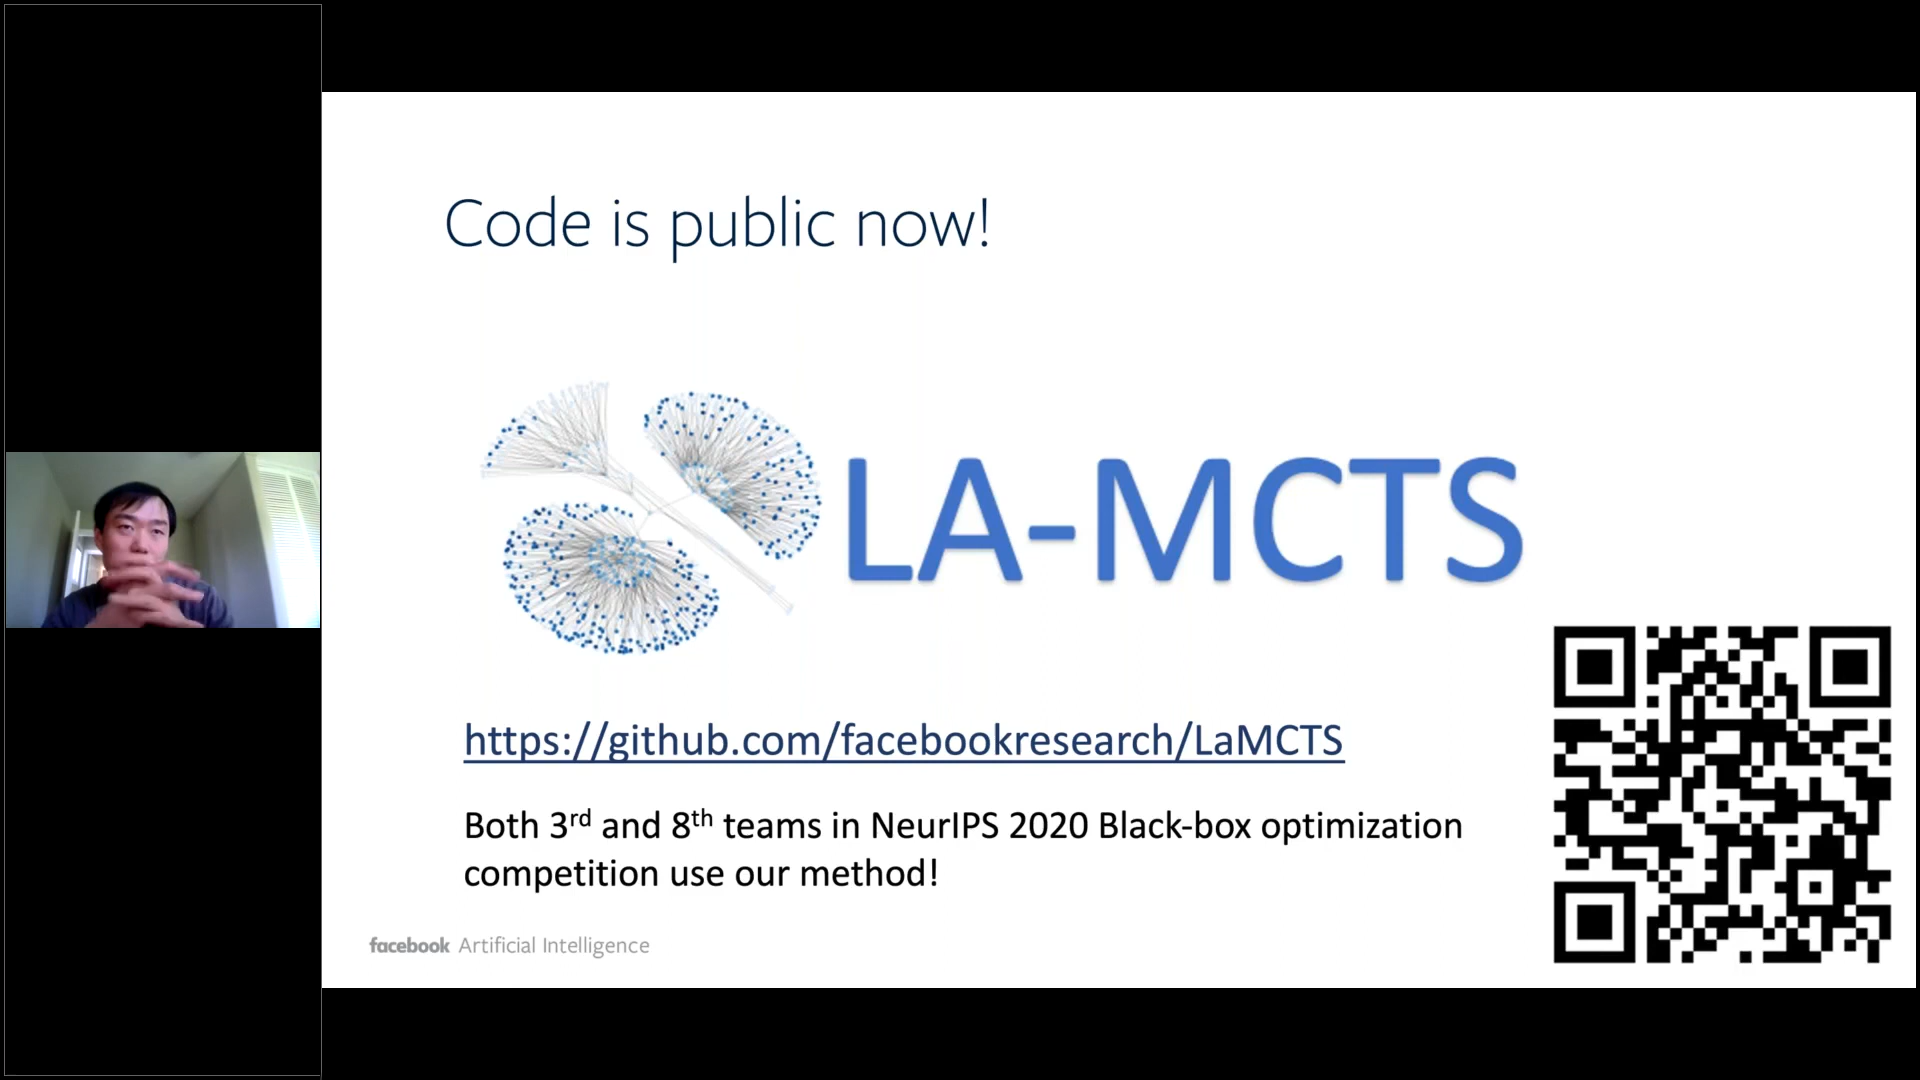 Code is public now!
LA-MCTS
https://github.com/facebookresearch/LaMCTS
Both 3rd and 8th teams in NeurIPS 2020 Black-box optimization
competition use our method!
facebook Artificial Intelligence